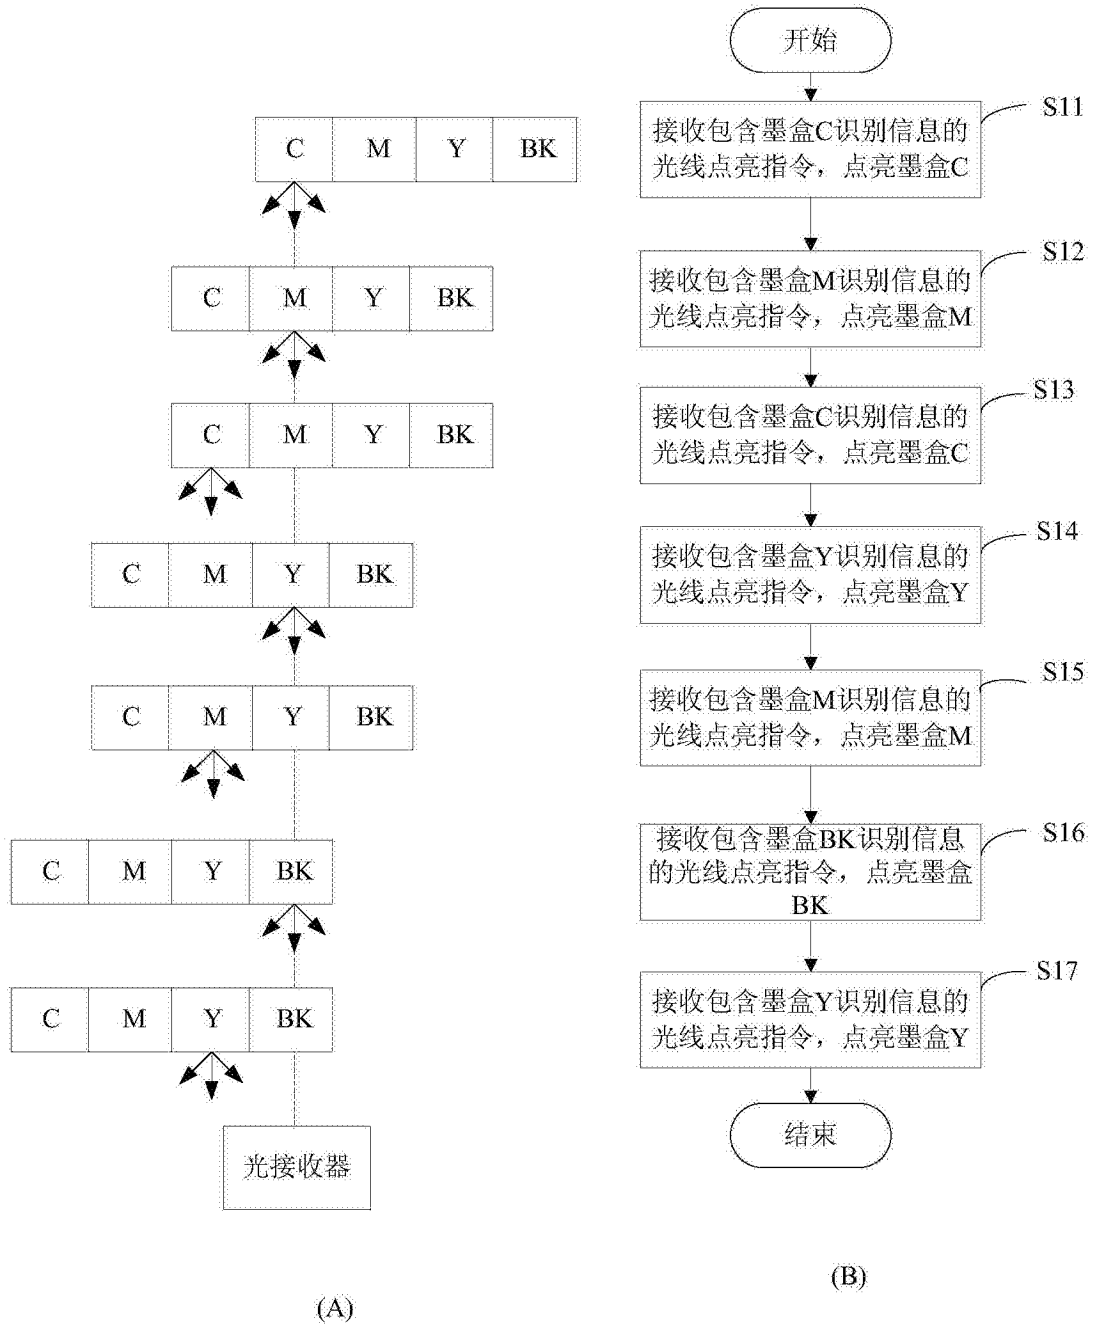 C M Y BK
C M Y BK
C M Y BK
C M Y BK
C M Y BK
C M Y BK
C M Y BK
光接收器
(A)
开始
接收包含墨盒C识别信息的
光线点亮指令，点亮墨盒C
S11
接收包含墨盒M识别信息的
光线点亮指令，点亮墨盒M
S12
接收包含墨盒C识别信息的
光线点亮指令，点亮墨盒C
S13
接收包含墨盒Y识别信息的
光线点亮指令，点亮墨盒Y
S14
接收包含墨盒M识别信息的
光线点亮指令，点亮墨盒M
S15
接收包含墨盒BK识别信息
的光线点亮指令，点亮墨盒
BK
S16
接收包含墨盒Y识别信息的
光线点亮指令，点亮墨盒Y
S17
结束
(B)